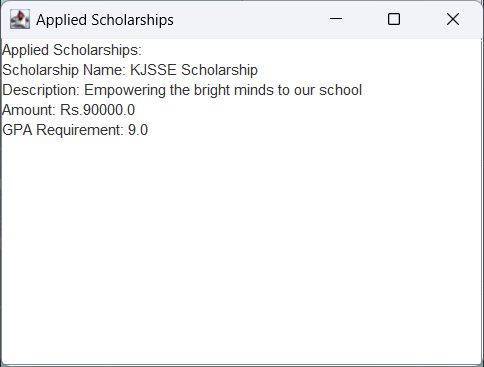 Applied Scholarships
Applied Scholarships:
Scholarship Name: KJSSE Scholarship
Description: Empowering the bright minds to our school
Amount: Rs.90000.0
GPA Requirement: 9.0